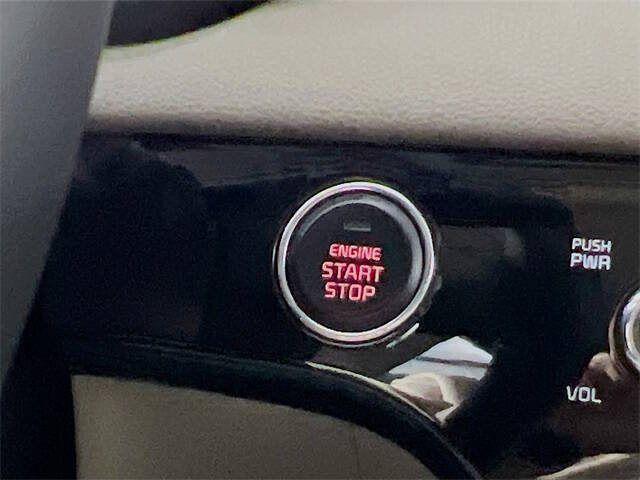 ENGINE
START
STOP
PUSH
PWR
VOL